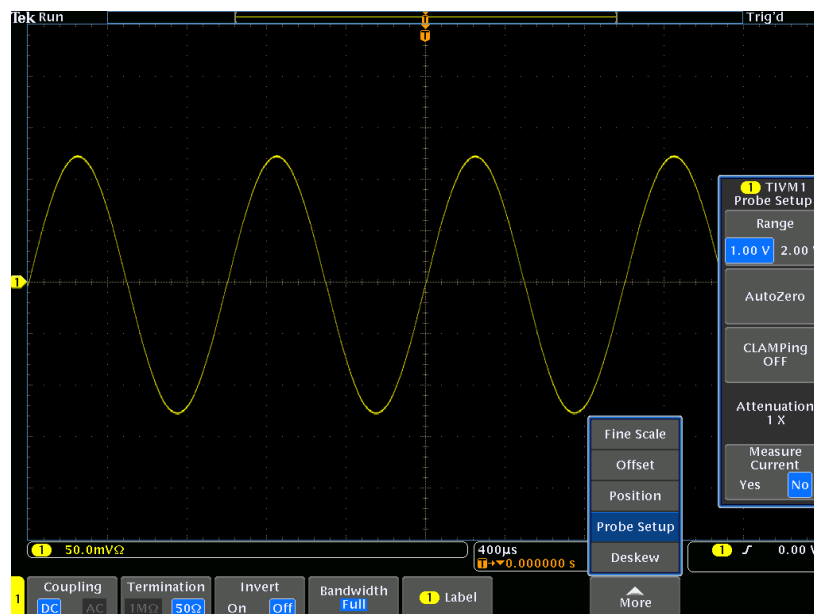 Tek Run
Trig'd
T
T
1
1 TIVM1
Probe Setup
Range
1.00 V 2.00 V
AutoZero
CLAMPing
OFF
Attenuation
1 X
Measure
Current
Yes No
Fine Scale
Offset
Position
Probe Setup
Deskew
1 50.0mVΩ
400µs
T→▼0.000000 s
1 0.00 V
1
Coupling
DC AC
Termination
1MΩ 50Ω
Invert
On Off
Bandwidth
Full
1 Label
More